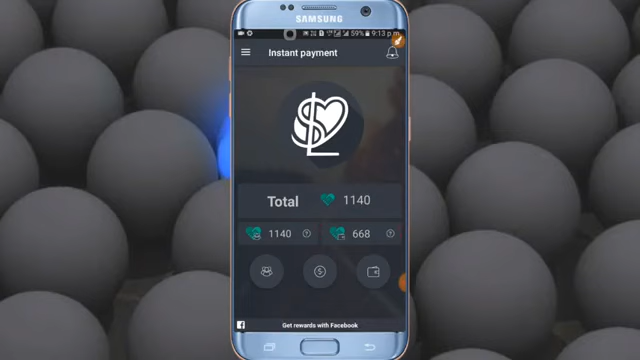 SAMSUNG
59% 9:13 p.m.
Instant payment
Total 1140
1140 668
Get rewards with Facebook